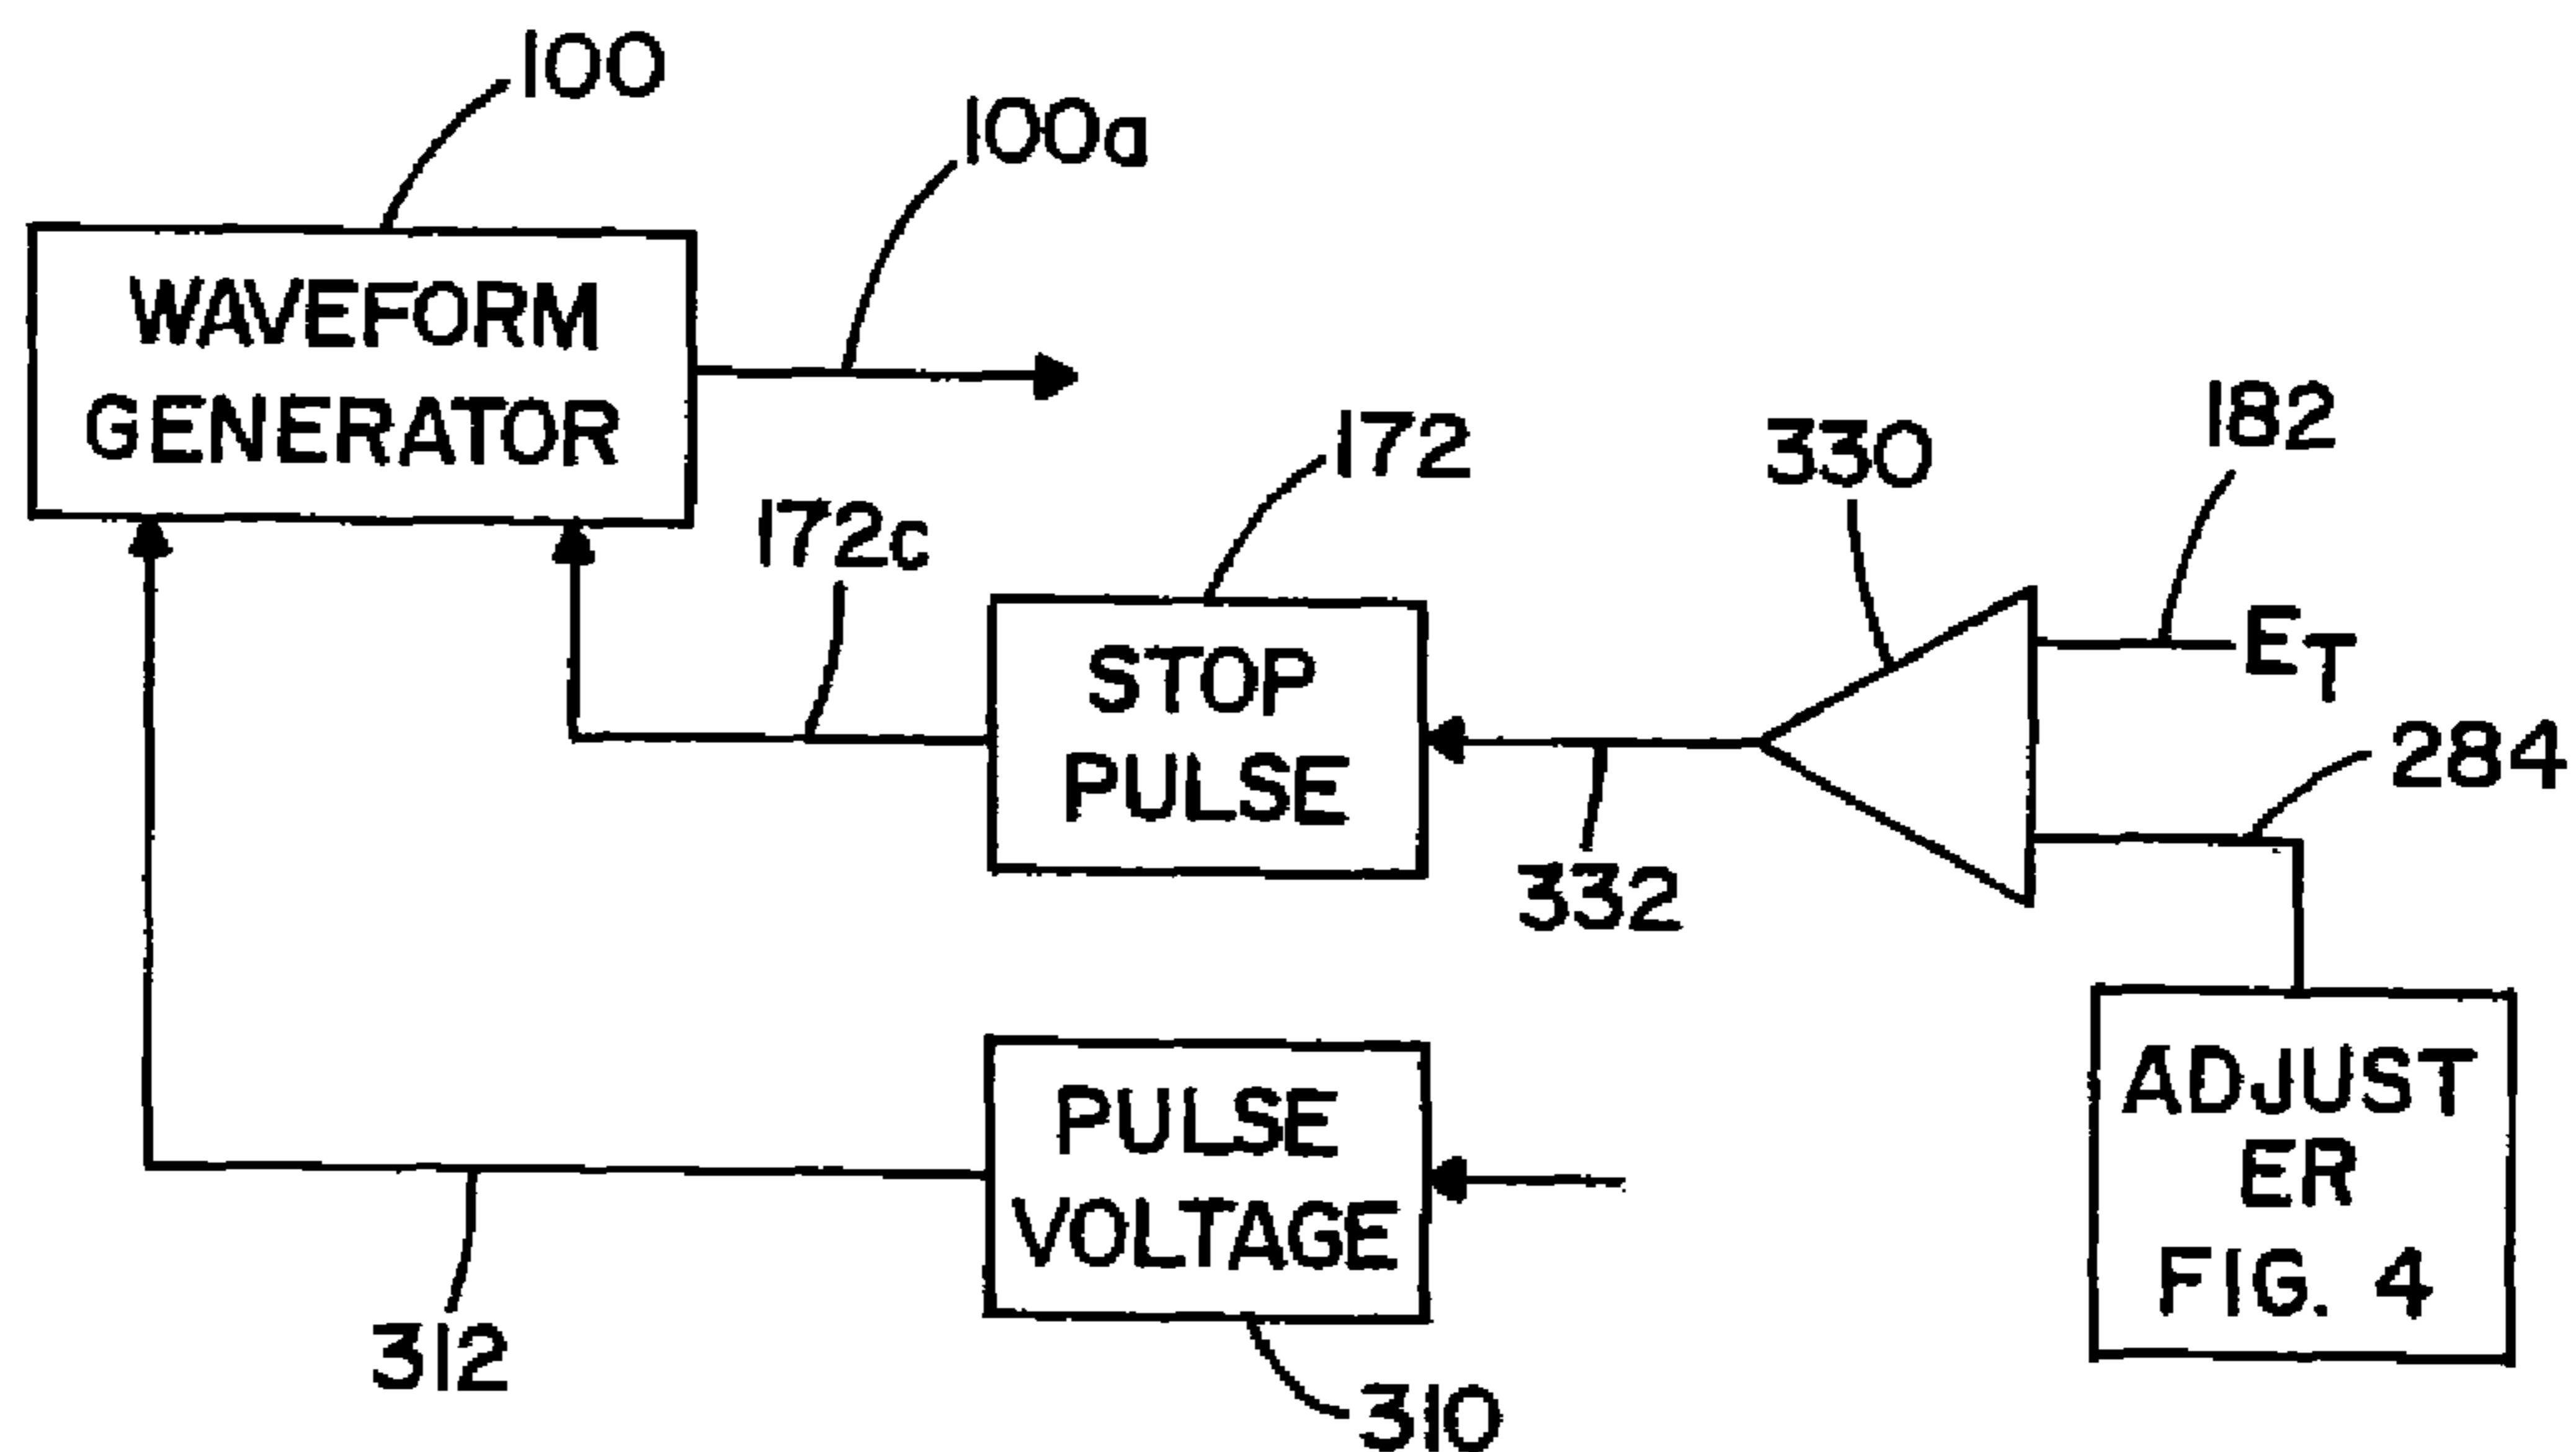 100
100a
WAVEFORM
GENERATOR
172
330
182
172c
STOP
PULSE
ET
284
332
PULSE
VOLTAGE
ADJUST
ER
FIG. 4
312
310